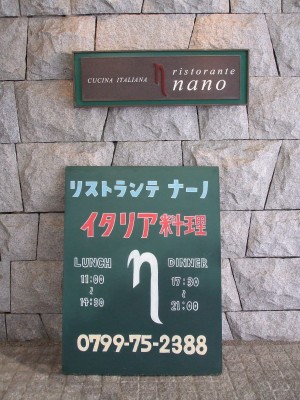 CUCINA ITALIANA
η ristorante
nano
リストランテ ナーノ
イタリア料理
LUNCH
11:00
～
14:30
η
DINNER
17:30
～
21:00
0799-75-2388